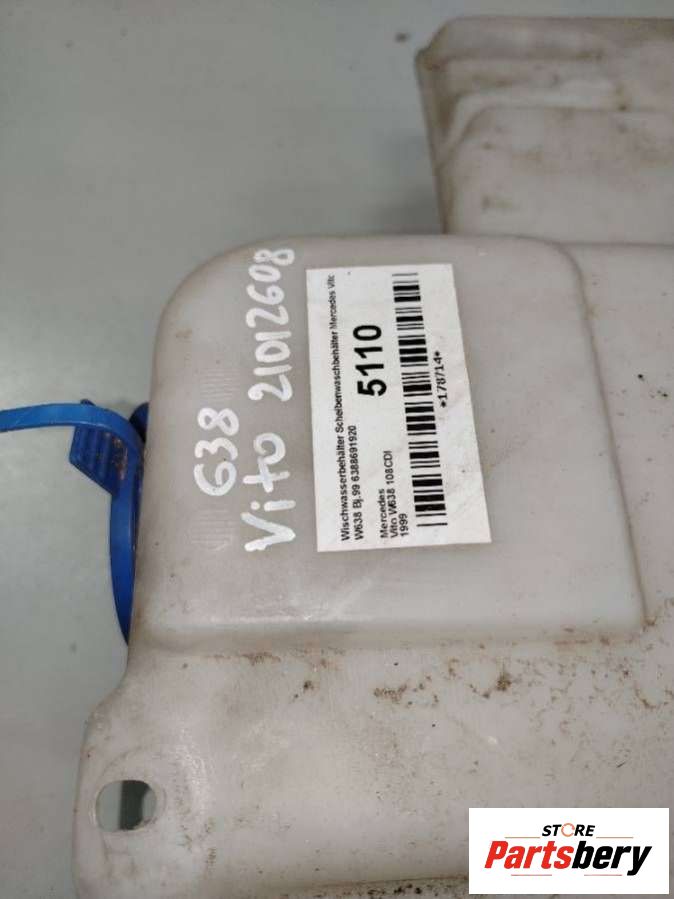 638
Vito 21012608
Wischwasserbehälter Scheibenwaschbehälter Mercedes Vito
W638 Bj.99 6388691920
5110
Mercedes
Vito W638 108CDI
1999
*178714*
STORE
Partsbery